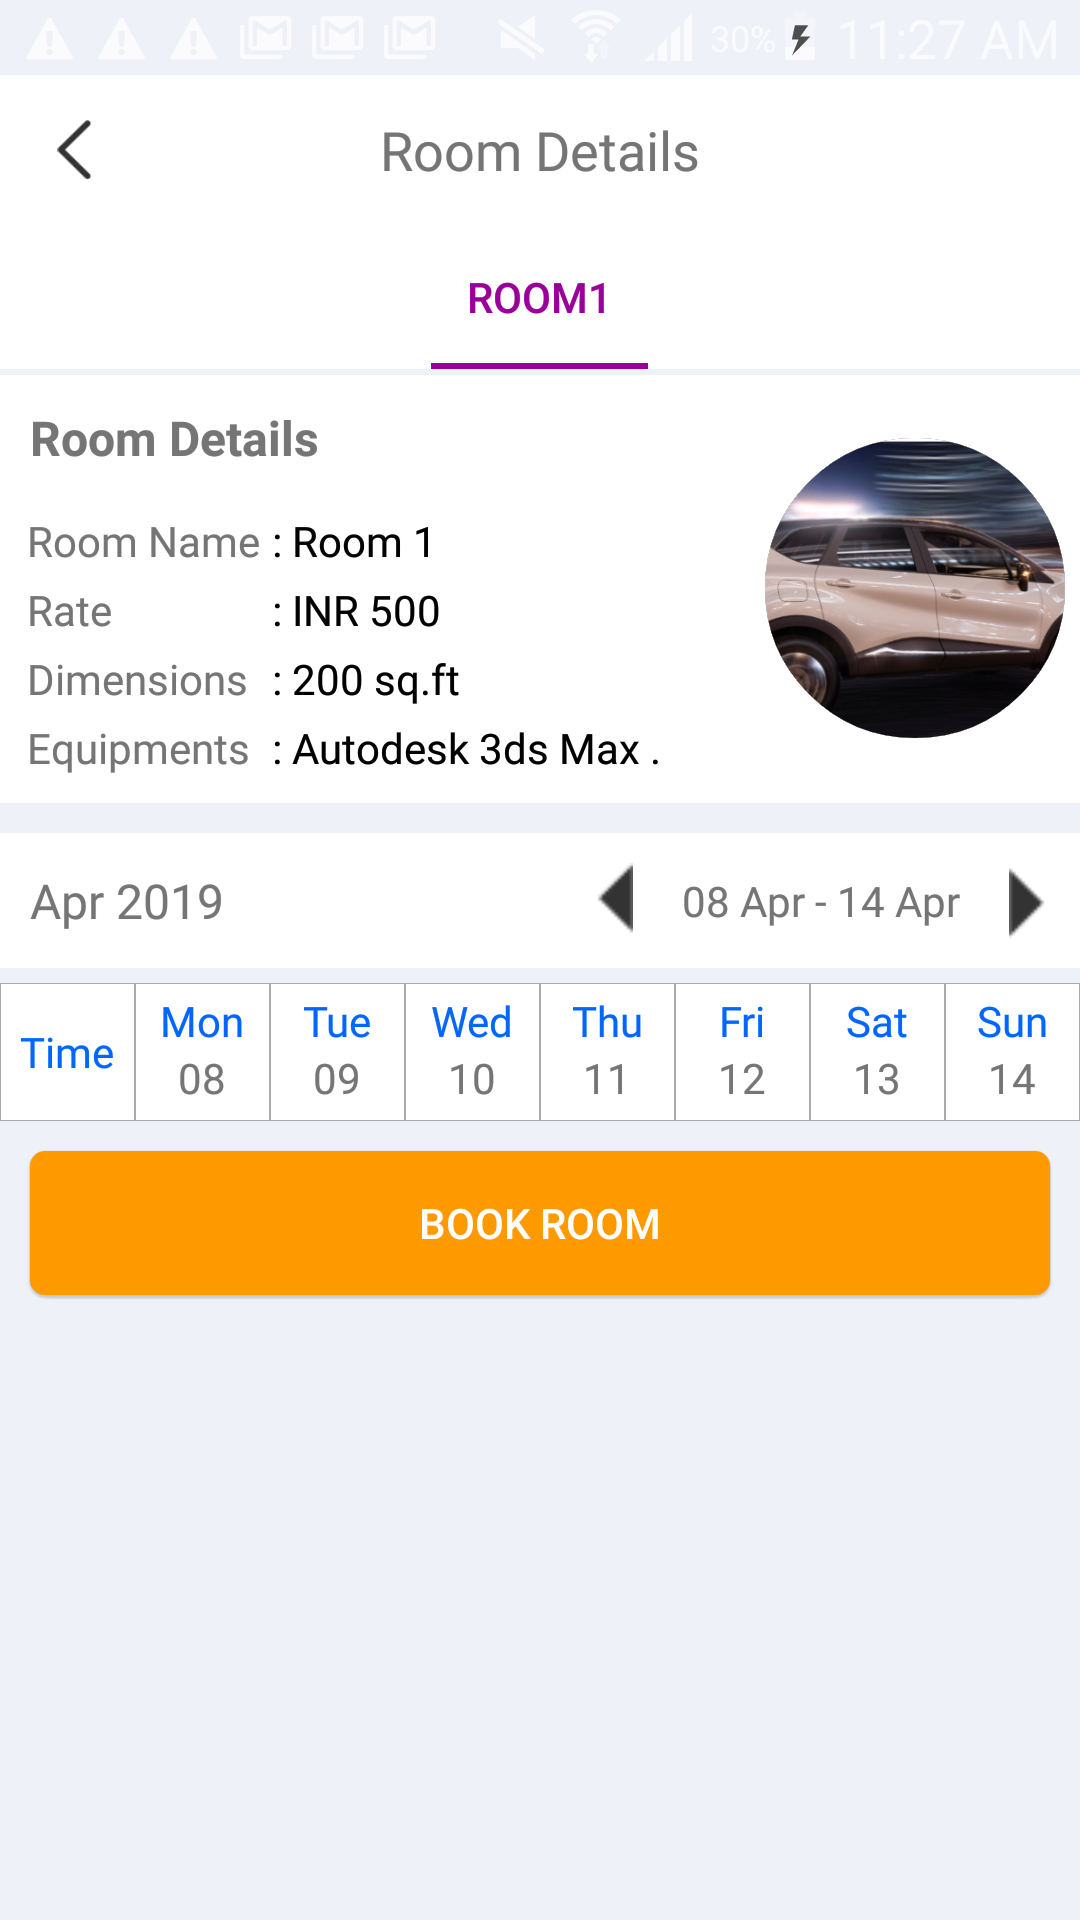 30% 11:27 AM
Room Details
ROOM1
Room Details
Room Name : Room 1
Rate : INR 500
Dimensions : 200 sq.ft
Equipments : Autodesk 3ds Max .
Apr 2019 08 Apr - 14 Apr
Time Mon Tue Wed Thu Fri Sat Sun
08 09 10 11 12 13 14
BOOK ROOM